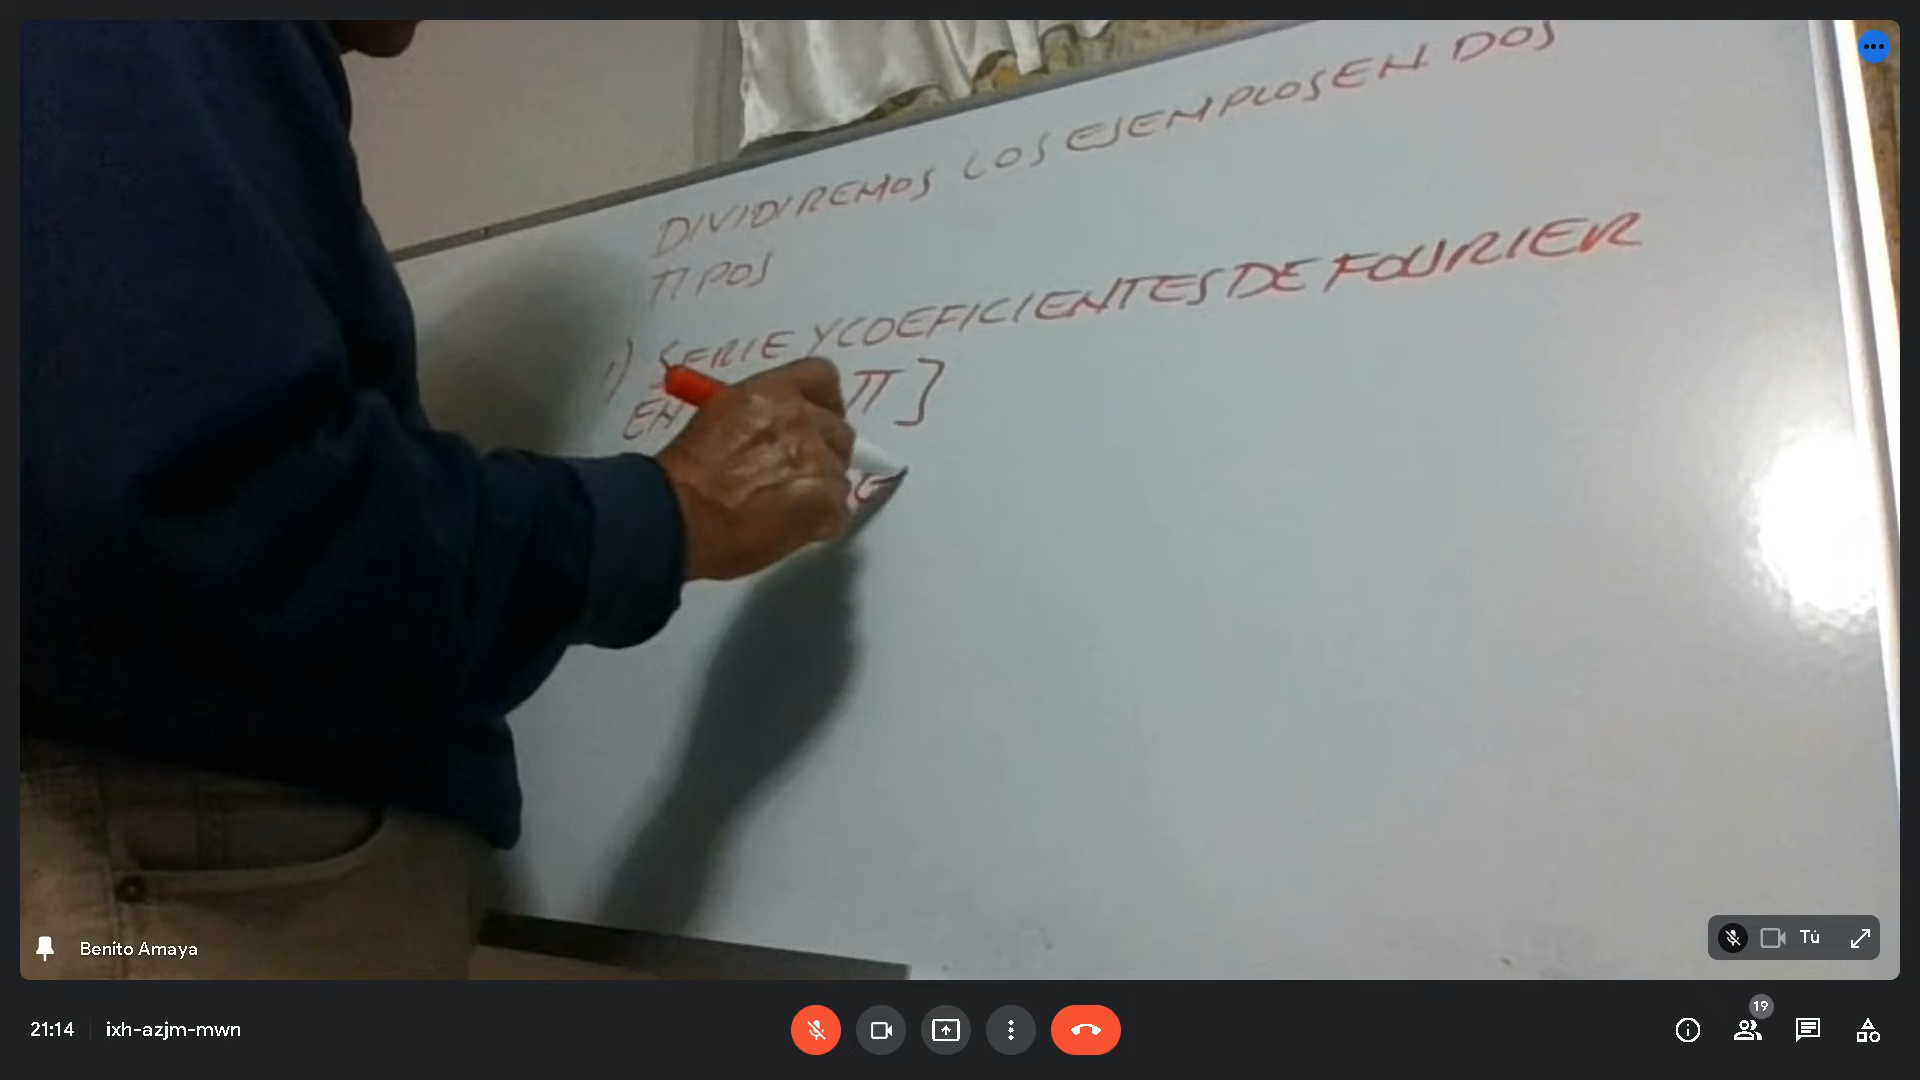 DIVIDIREMOS LOS EJEMPLOS EN DOS
TIPOS
1) SERIE Y COEFICIENTES DE FOURIER
EN π]
Benito Amaya
Tú
21:14 ixh-azjm-mwn
19